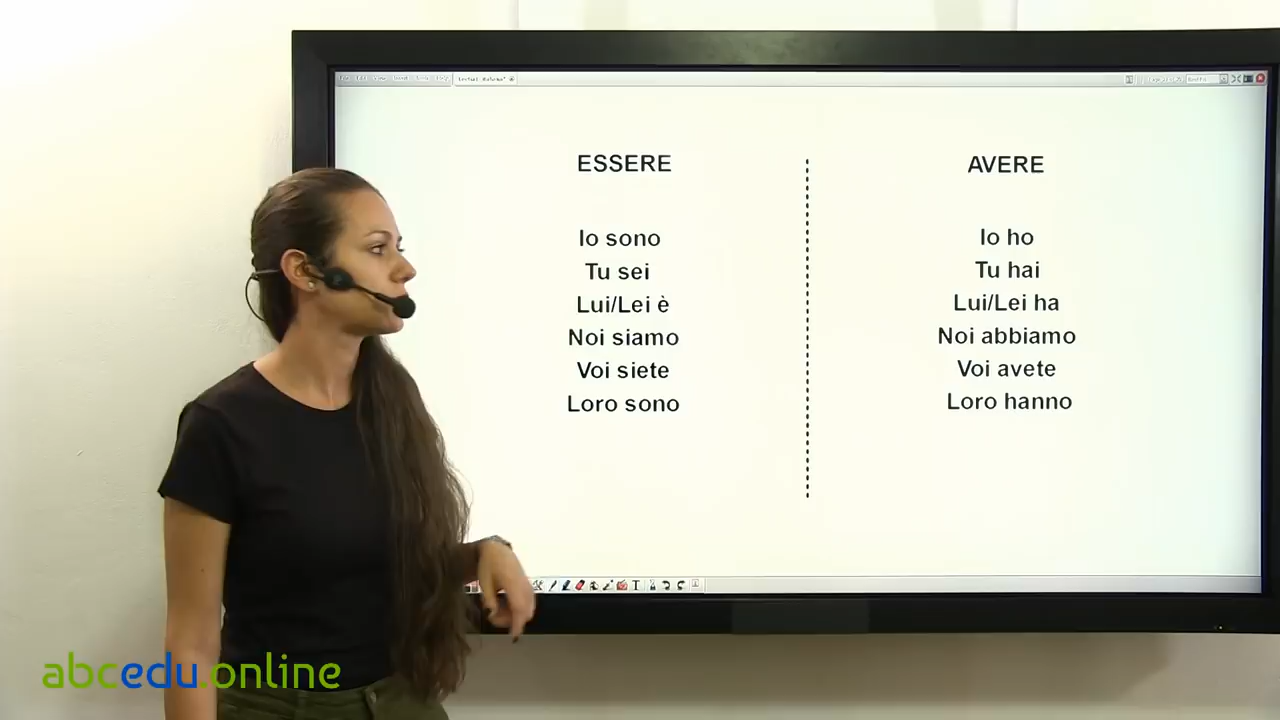 ESSERE
Io sono
Tu sei
Lui/Lei è
Noi siamo
Voi siete
Loro sono
AVERE
Io ho
Tu hai
Lui/Lei ha
Noi abbiamo
Voi avete
Loro hanno
abcedu.online